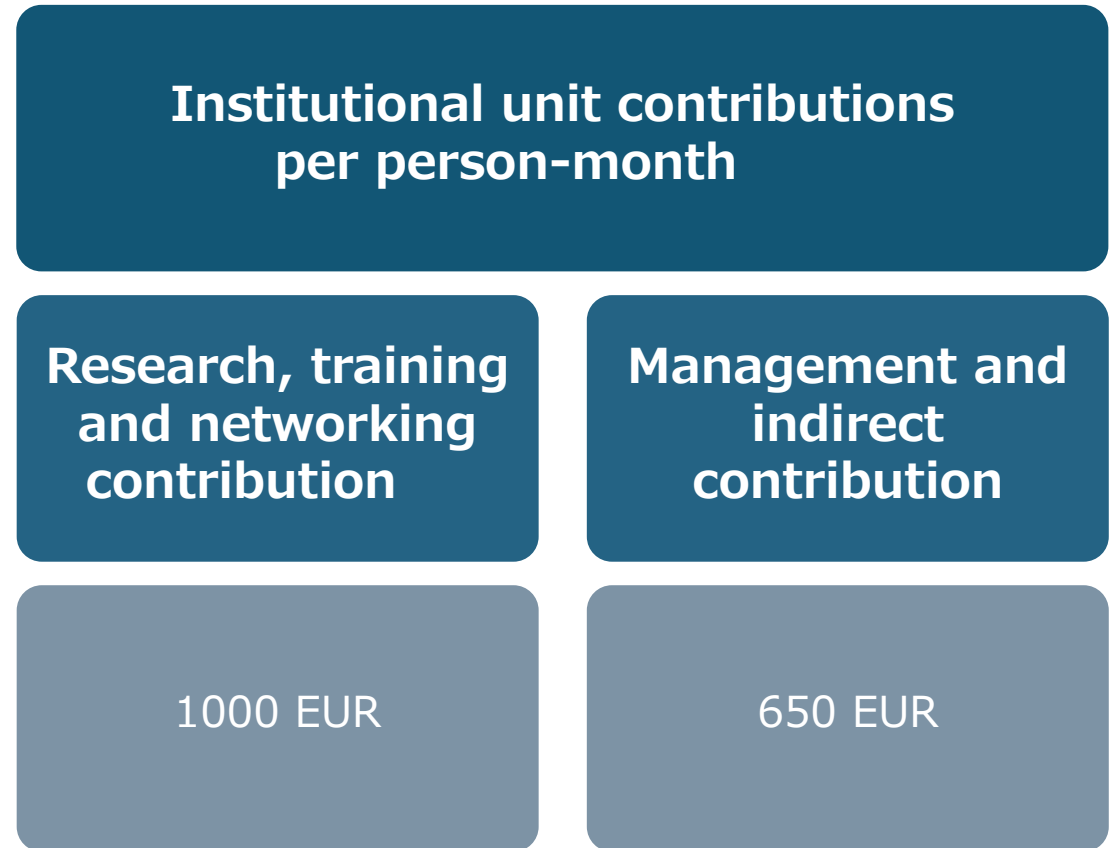 Institutional unit contributions
per person-month
Research, training
and networking
contribution
Management and
indirect
contribution
1000 EUR
650 EUR